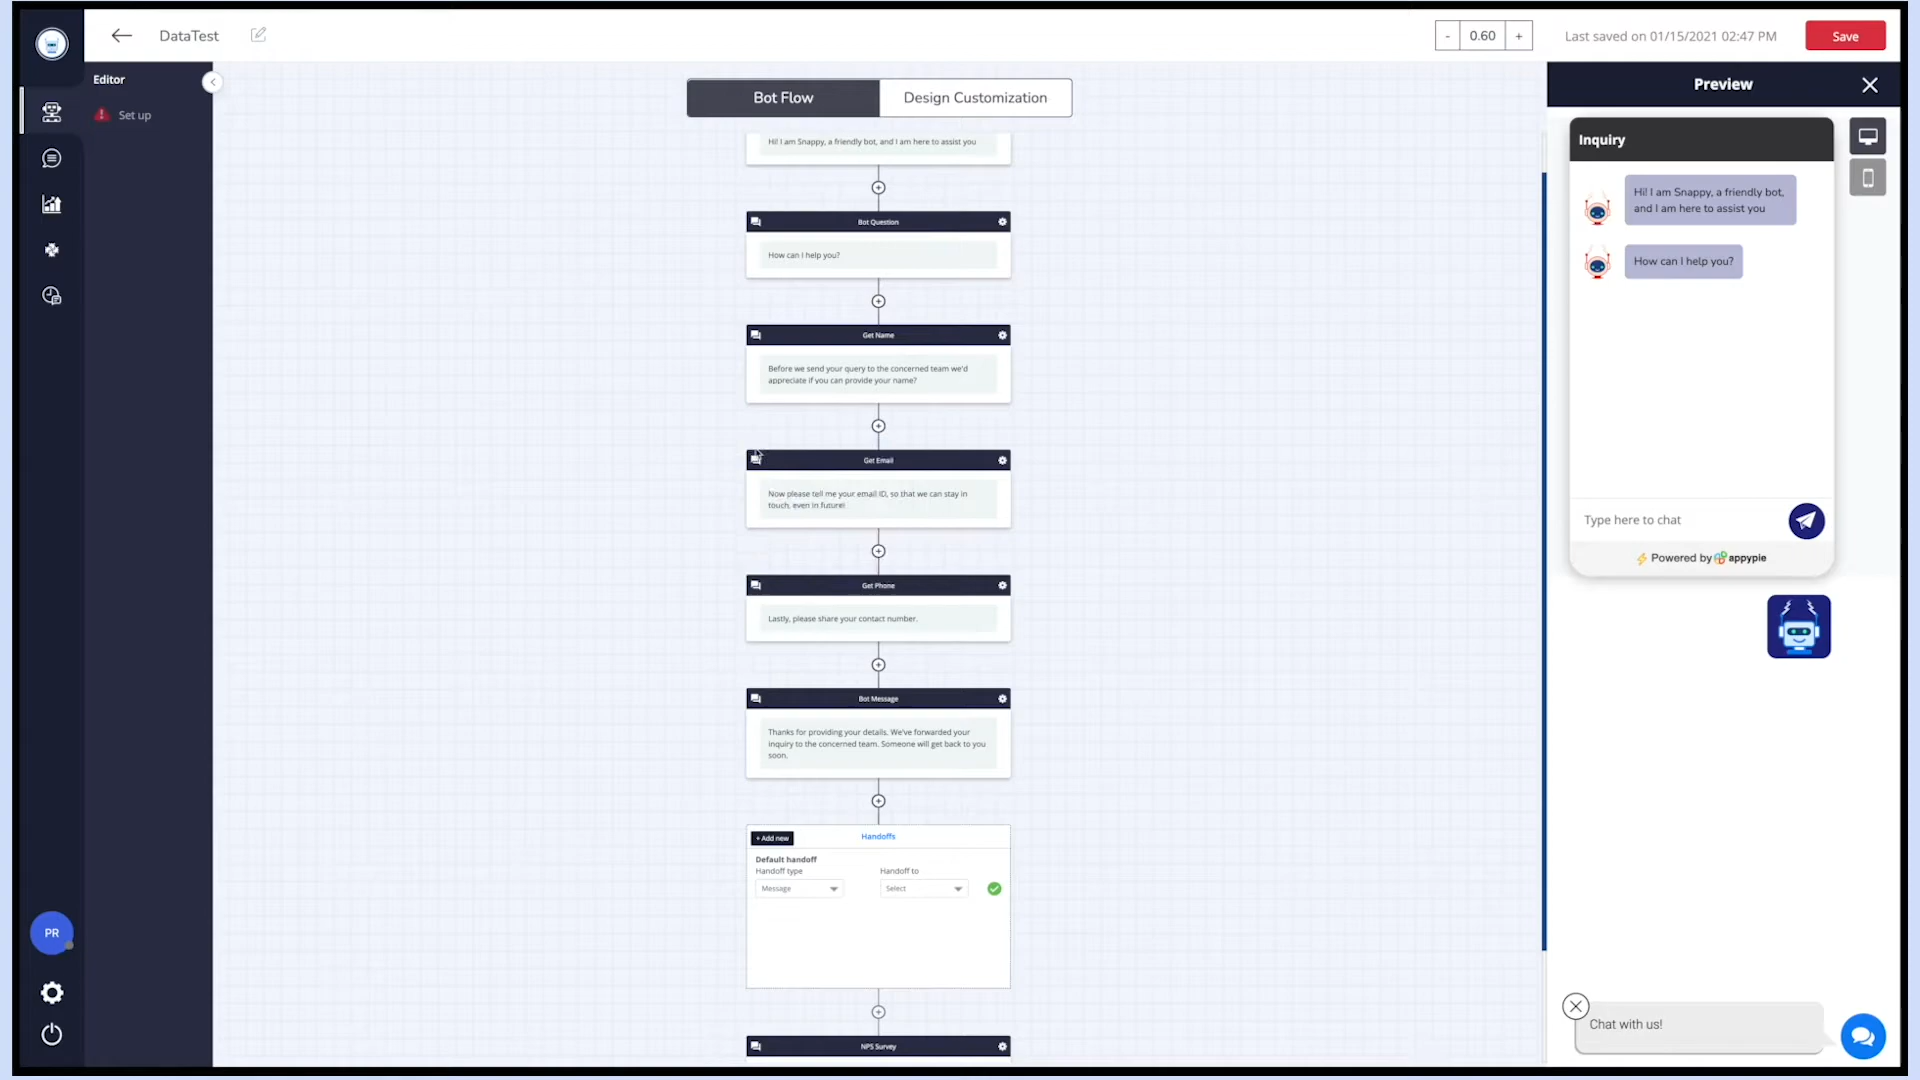 DataTest
- 0.60 +
Last saved on 01/15/2021 02:47 PM
Save
Editor
Set up
Bot Flow
Design Customization
Hi! I am Snappy, a friendly bot, and I am here to assist you
Bot Question
How can I help you?
Get Name
Before we send your query to the concerned team we'd
appreciate if you can provide your name?
Get Email
Now please tell me your email ID, so that we can stay in
touch, even in future!
Get Phone
Lastly, please share your contact number.
Bot Message
Thanks for providing your details. We've forwarded your
inquiry to the concerned team. Someone will get back to you
soon.
+ Add new
Handoffs
Default handoff
Handoff type
Handoff to
Message
Select
NPS Survey
PR
Preview
Inquiry
Hi! I am Snappy, a friendly bot,
and I am here to assist you
How can I help you?
Type here to chat
Powered by appypie
Chat with us!